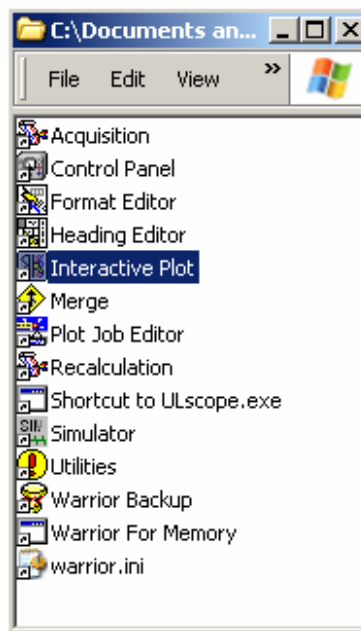 C:\Documents an...
File Edit View »
Acquisition
Control Panel
Format Editor
Heading Editor
Interactive Plot
Merge
Plot Job Editor
Recalculation
Shortcut to ULscope.exe
SIM Simulator
Utilities
Warrior Backup
Warrior For Memory
warrior.ini